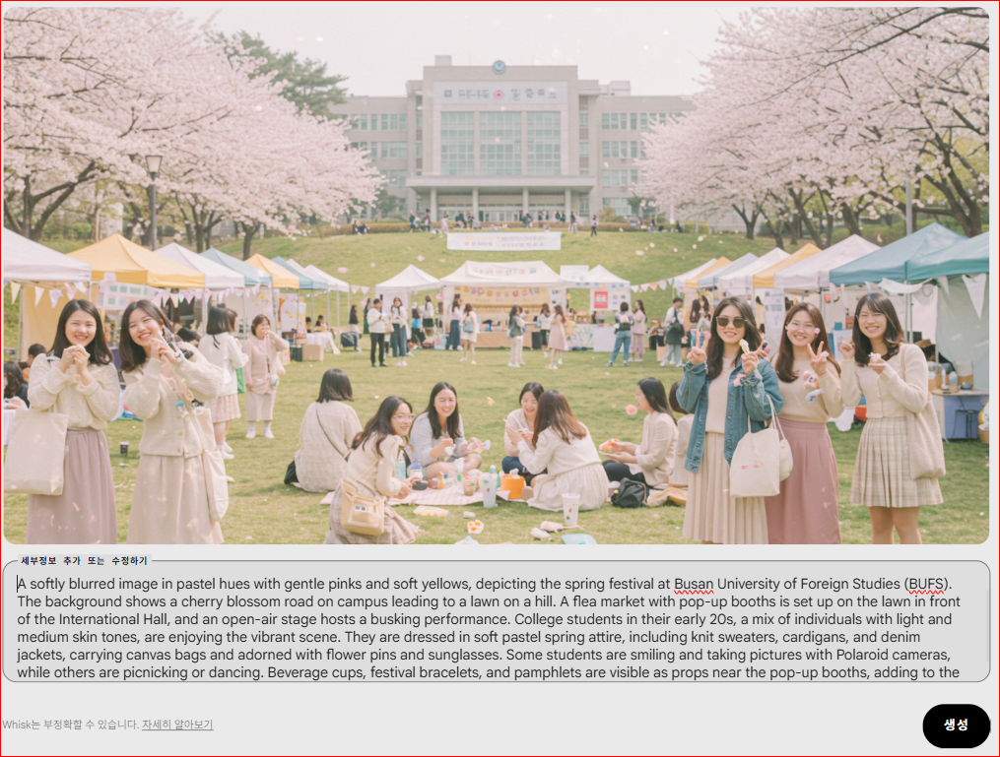 세부정보 추가 또는 수정하기
A softly blurred image in pastel hues with gentle pinks and soft yellows, depicting the spring festival at Busan University of Foreign Studies (BUFS).
The background shows a cherry blossom road on campus leading to a lawn on a hill. A flea market with pop-up booths is set up on the lawn in front
of the International Hall, and an open-air stage hosts a busking performance. College students in their early 20s, a mix of individuals with light and
medium skin tones, are enjoying the vibrant scene. They are dressed in soft pastel spring attire, including knit sweaters, cardigans, and denim
jackets, carrying canvas bags and adorned with flower pins and sunglasses. Some students are smiling and taking pictures with Polaroid cameras,
while others are picnicking or dancing. Beverage cups, festival bracelets, and pamphlets are visible as props near the pop-up booths, adding to the
Whisk는 부정확할 수 있습니다. 자세히 알아보기
생성